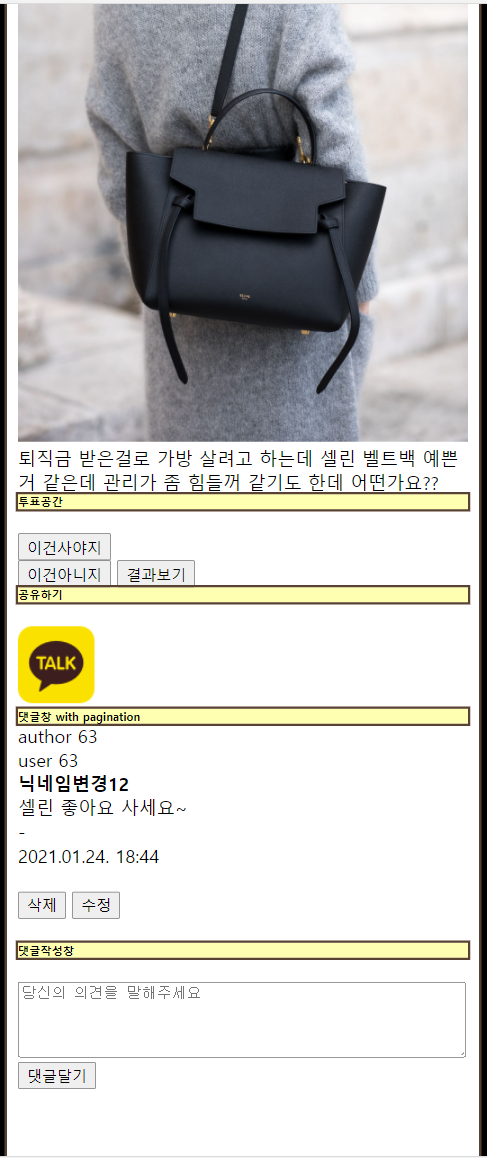 퇴직금 받은걸로 가방 살려고 하는데 셀린 벨트백 예쁜
거 같은데 관리가 좀 힘들꺼 같기도 한데 어떤가요??
투표공간
이건사야지
이건아니지 결과보기
공유하기
TALK
댓글창 with pagination
author 63
user 63
닉네임변경12
셀린 좋아요 사세요~
-
2021.01.24. 18:44
삭제 수정
댓글작성창
당신의 의견을 말해주세요
댓글달기